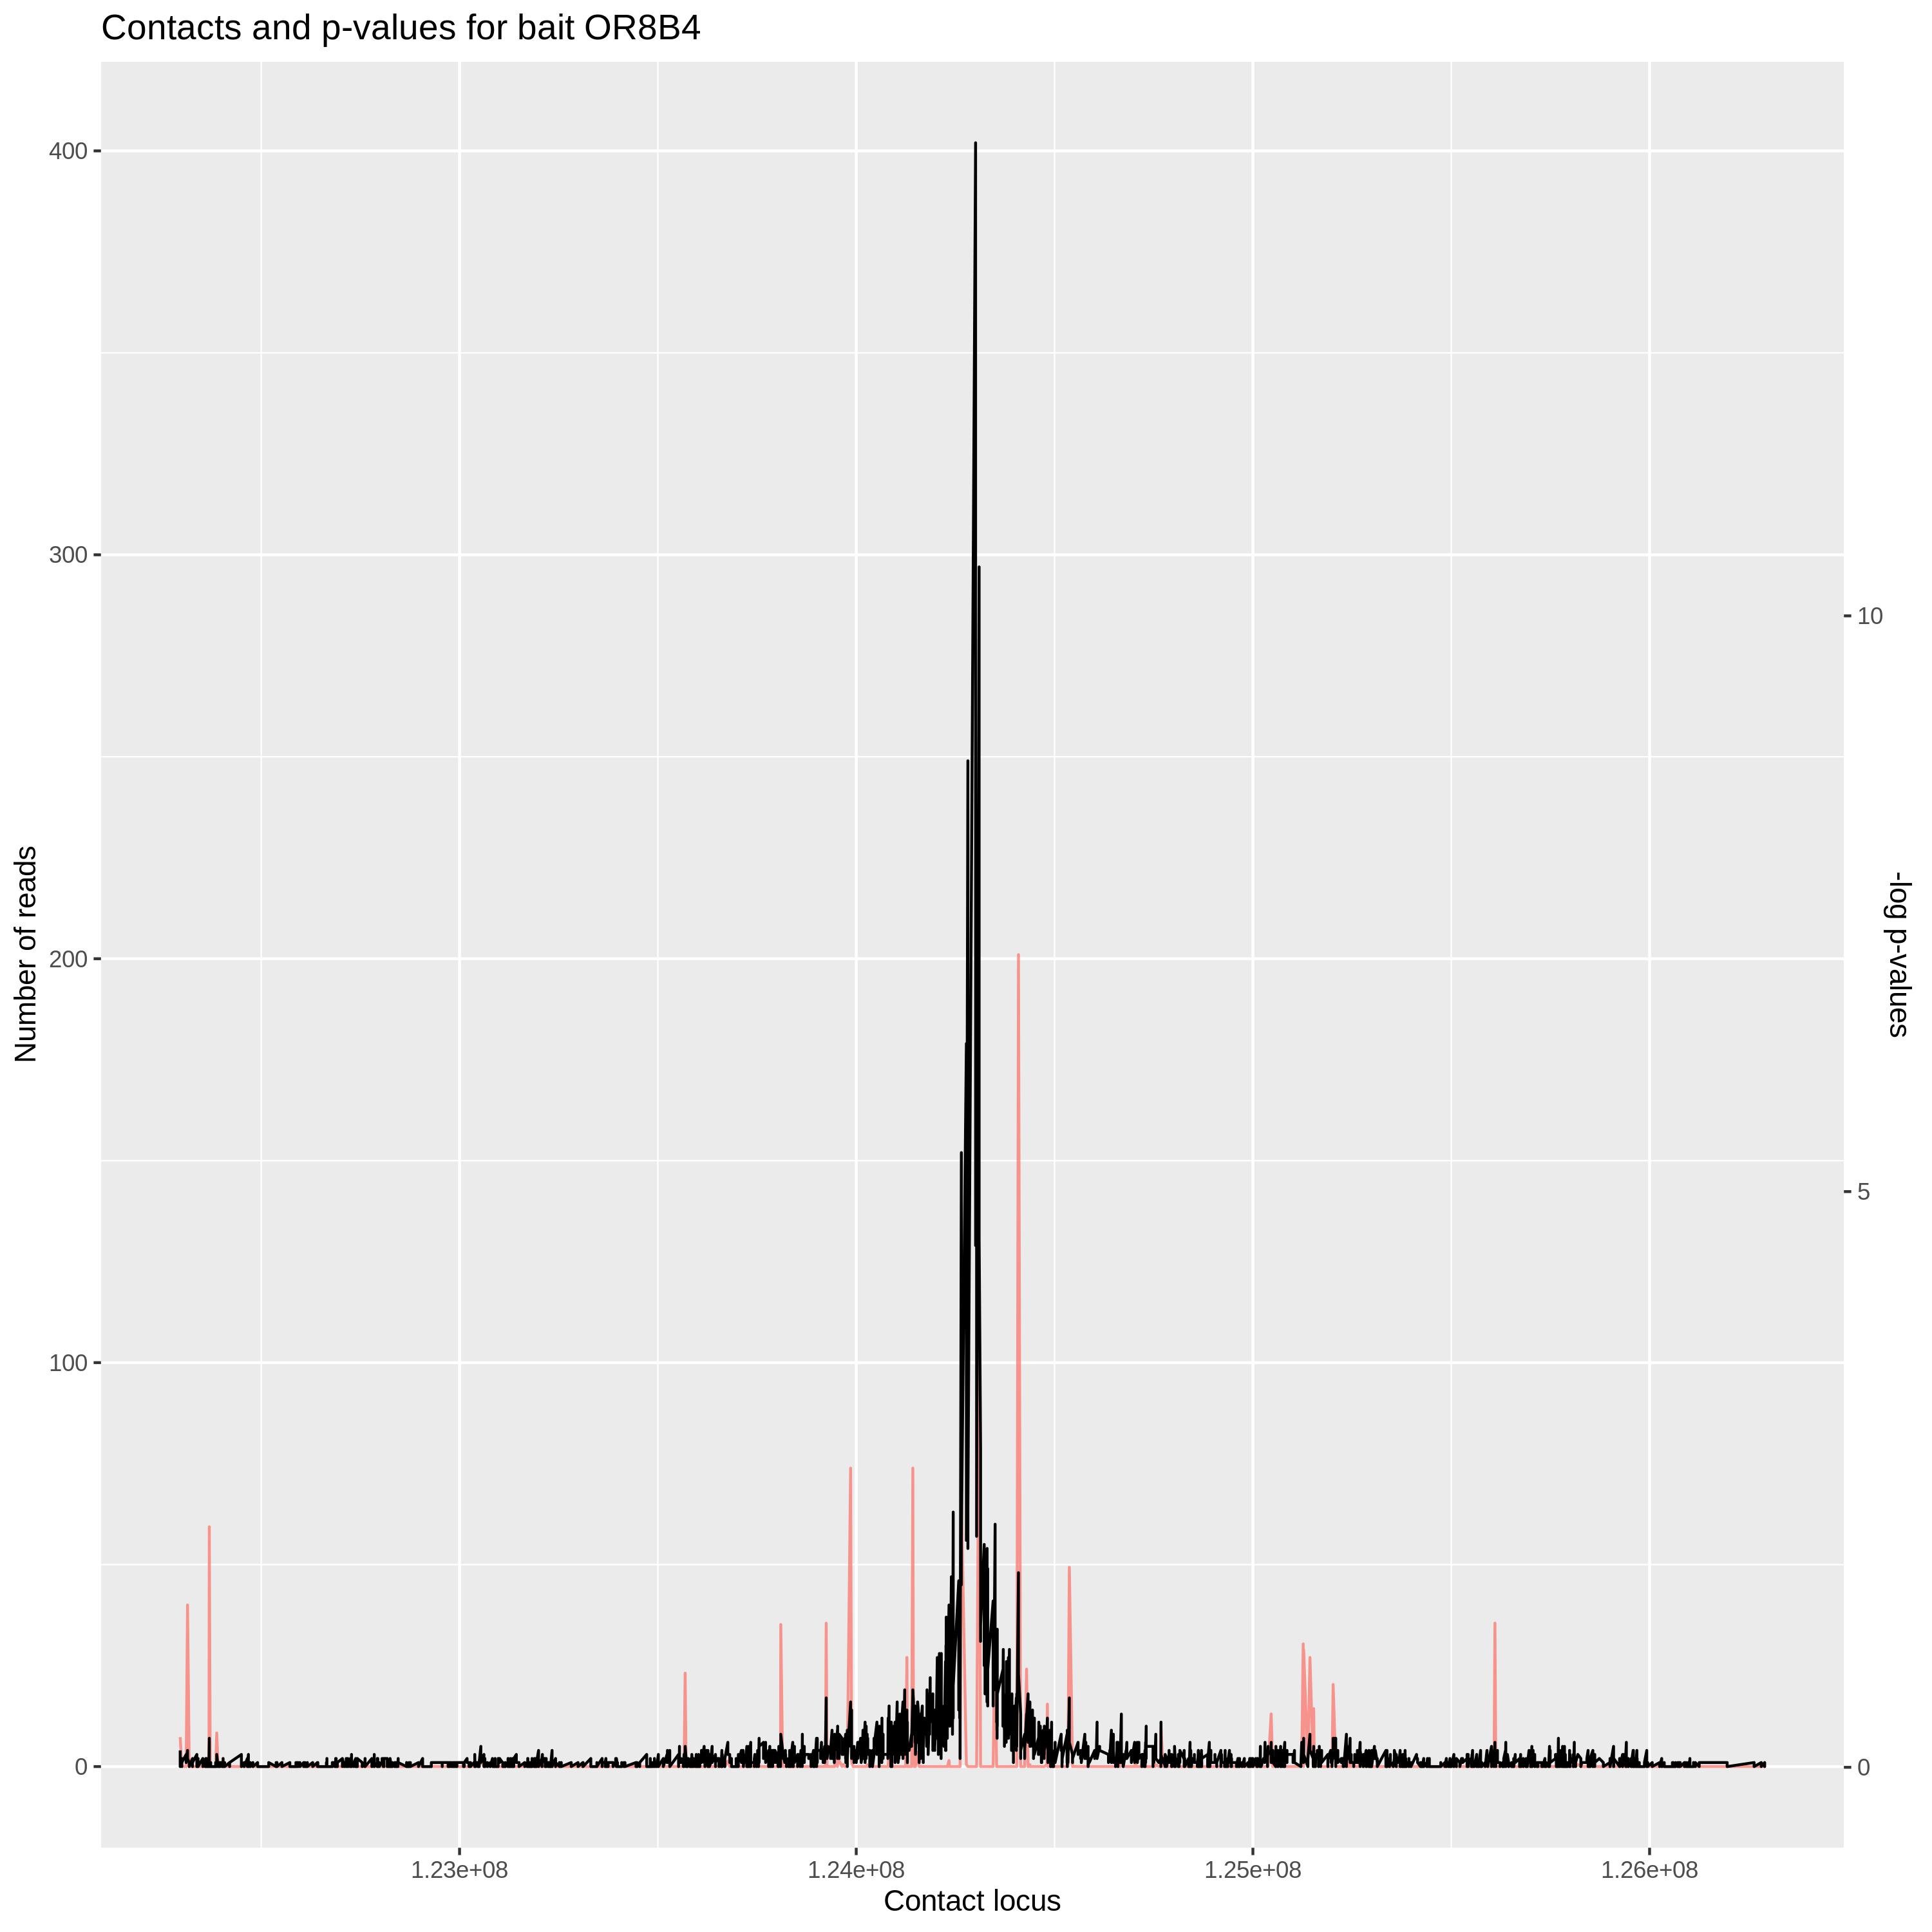 Contacts and p-values for bait OR8B4
400
300
200
100
0
Number of reads
10
5
0
-log p-values
1.23e+08
1.24e+08
1.25e+08
1.26e+08
Contact locus